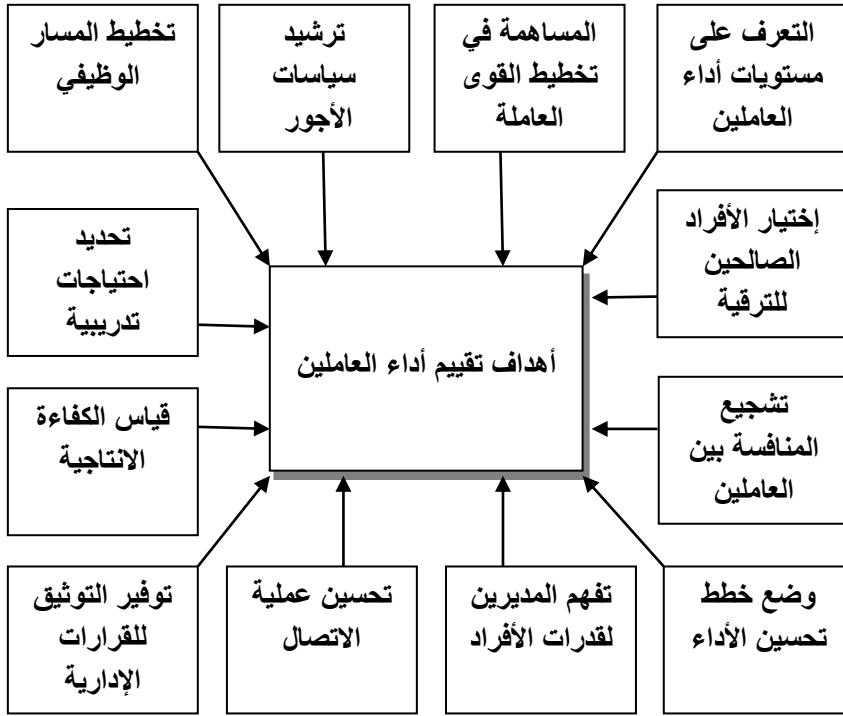 التعرف على
مستويات أداء
العاملين
المساهمة في
تخطيط القوى
العاملة
ترشيد
سياسات
الأجور
تخطيط المسار
الوظيفي
إختيار الأفراد
الصالحين
للترقية
تحديد
احتياجات
تدريبية
أهداف تقييم أداء العاملين
تشجيع
المنافسة بين
العاملين
قياس الكفاءة
الانتاجية
وضع خطط
تحسين الأداء
تفهم المديرين
لقدرات الأفراد
تحسين عملية
الاتصال
توفير التوثيق
للقرارات
الإدارية